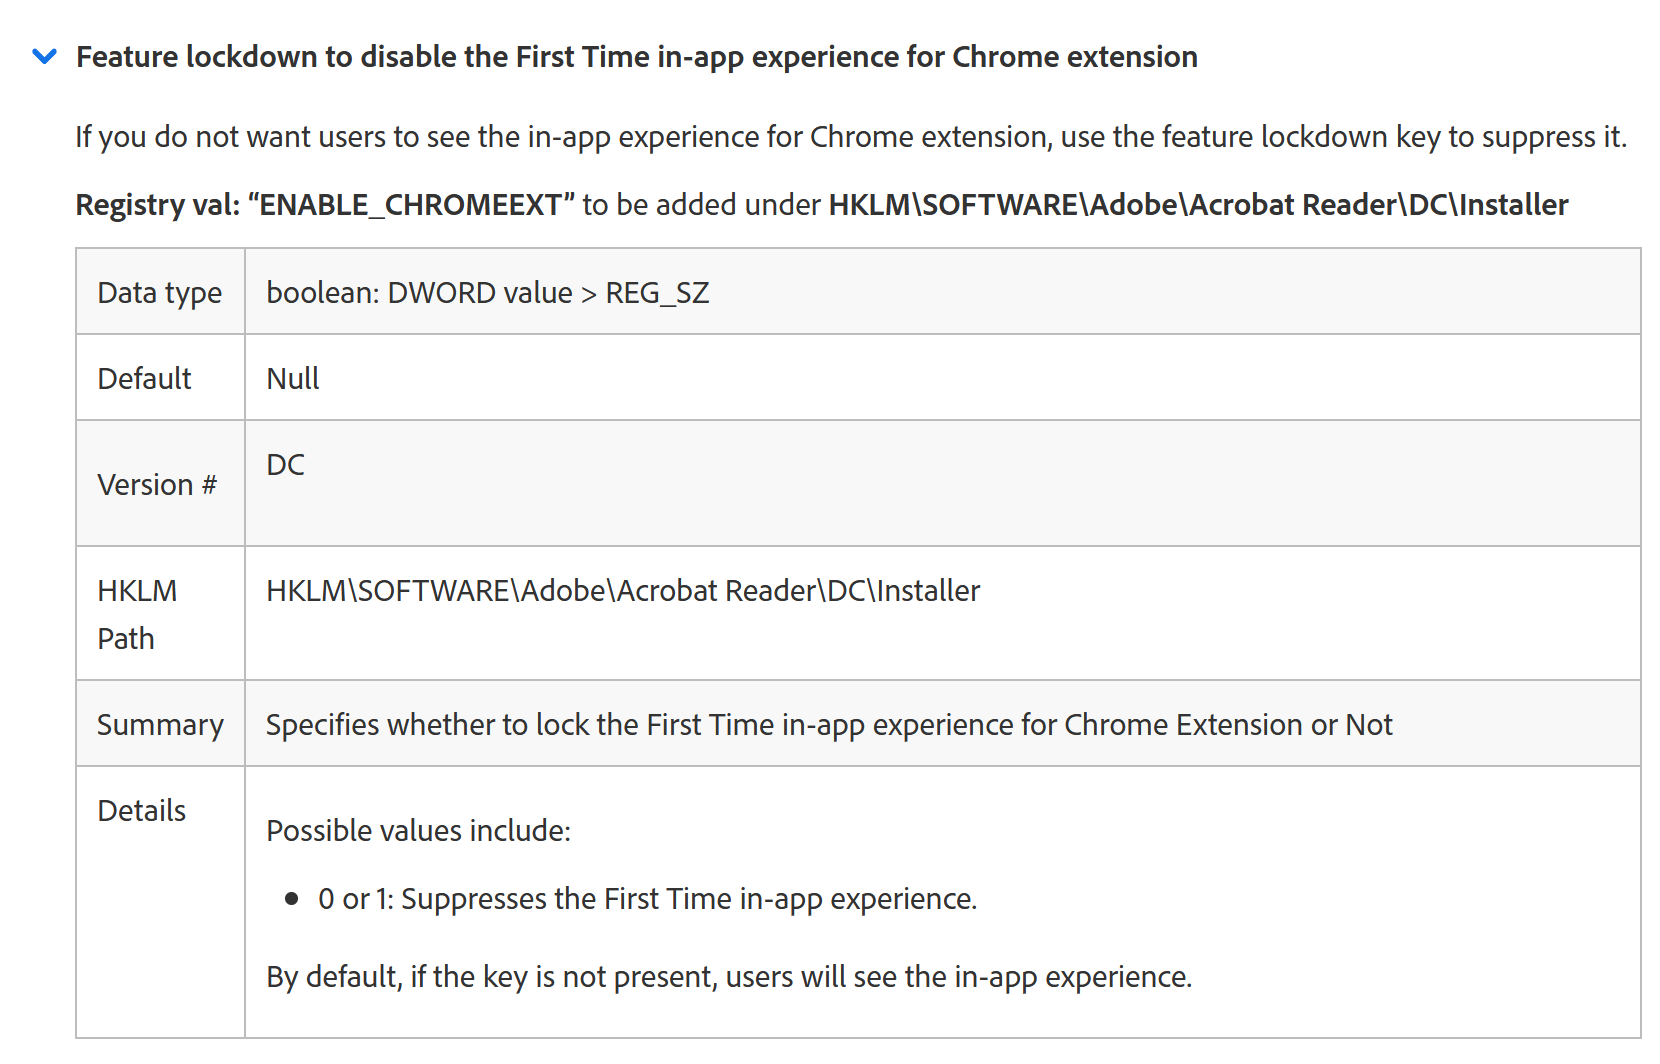 Feature lockdown to disable the First Time in-app experience for Chrome extension
If you do not want users to see the in-app experience for Chrome extension, use the feature lockdown key to suppress it.
Registry val: “ENABLE_CHROMEEXT” to be added under HKLM\SOFTWARE\Adobe\Acrobat Reader\DC\Installer
Data type boolean: DWORD value > REG_SZ
Default Null
Version # DC
HKLM Path HKLM\SOFTWARE\Adobe\Acrobat Reader\DC\Installer
Summary Specifies whether to lock the First Time in-app experience for Chrome Extension or Not
Details
Possible values include:
• 0 or 1: Suppresses the First Time in-app experience.
By default, if the key is not present, users will see the in-app experience.